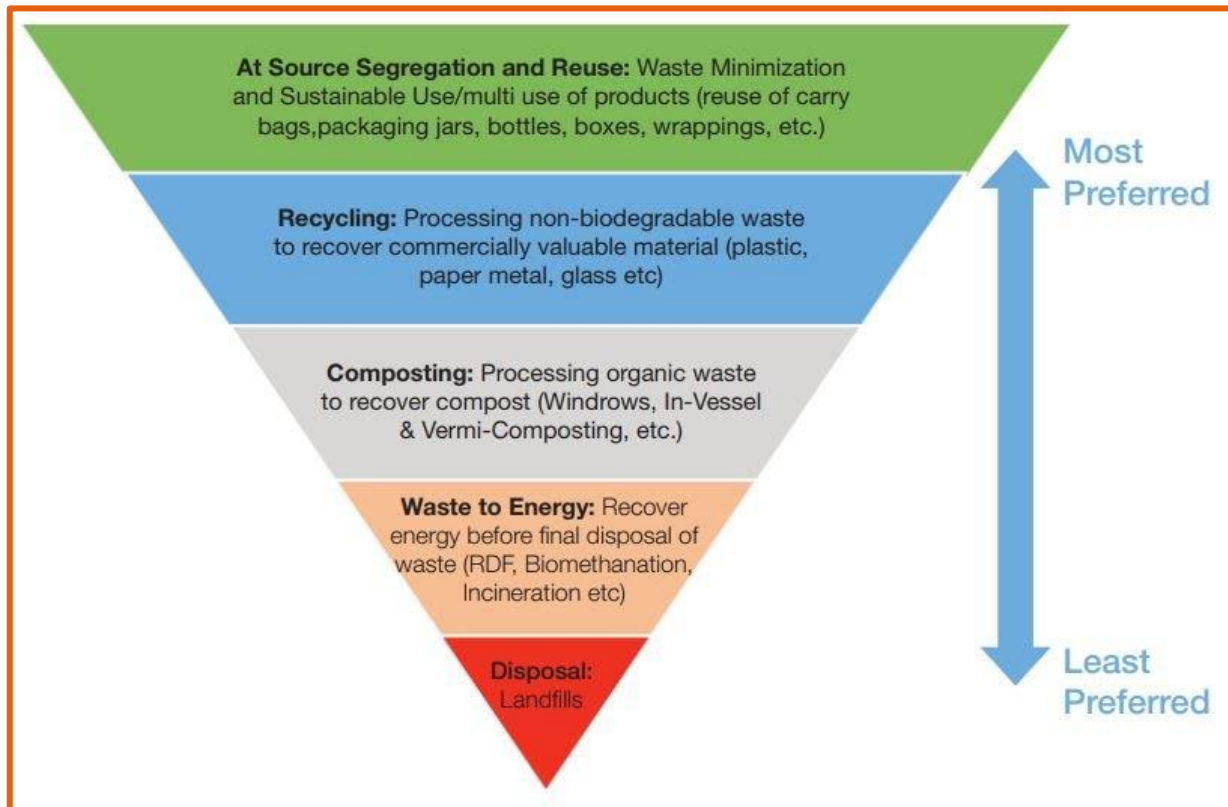 At Source Segregation and Reuse: Waste Minimization
and Sustainable Use/multi use of products (reuse of carry
bags,packaging jars, bottles, boxes, wrappings, etc.)
Most
Preferred
Recycling: Processing non-biodegradable waste
to recover commercially valuable material (plastic,
paper metal, glass etc)
Composting: Processing organic waste
to recover compost (Windrows, In-Vessel
& Vermi-Composting, etc.)
Waste to Energy: Recover
energy before final disposal of
waste (RDF, Biomethanation,
Incineration etc)
Disposal:
Landfills
Least
Preferred